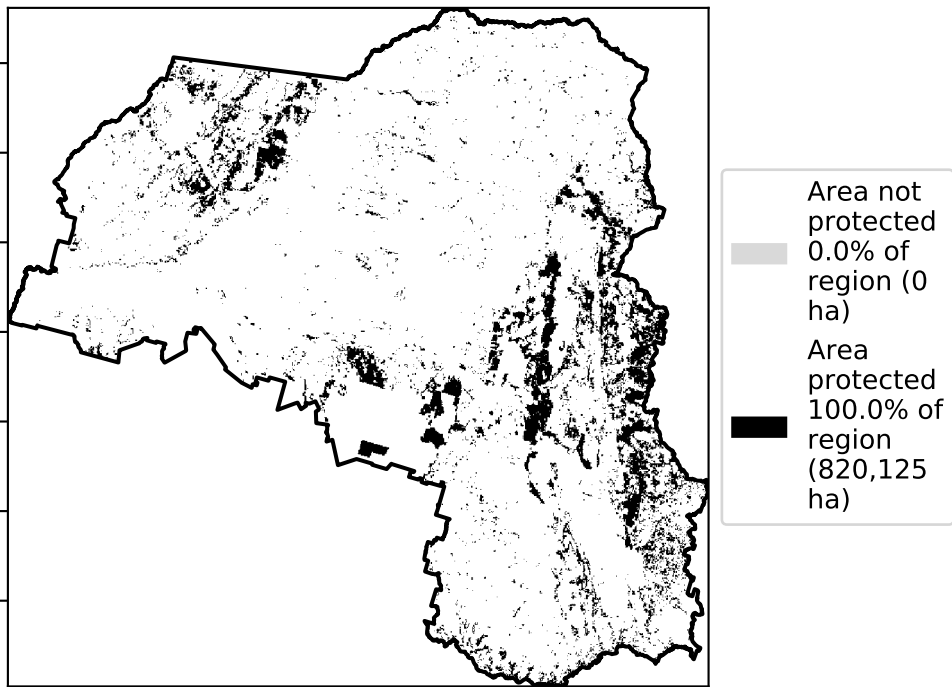 Area not
protected
0.0% of
region (0
ha)
Area
protected
100.0% of
region
(820,125
ha)